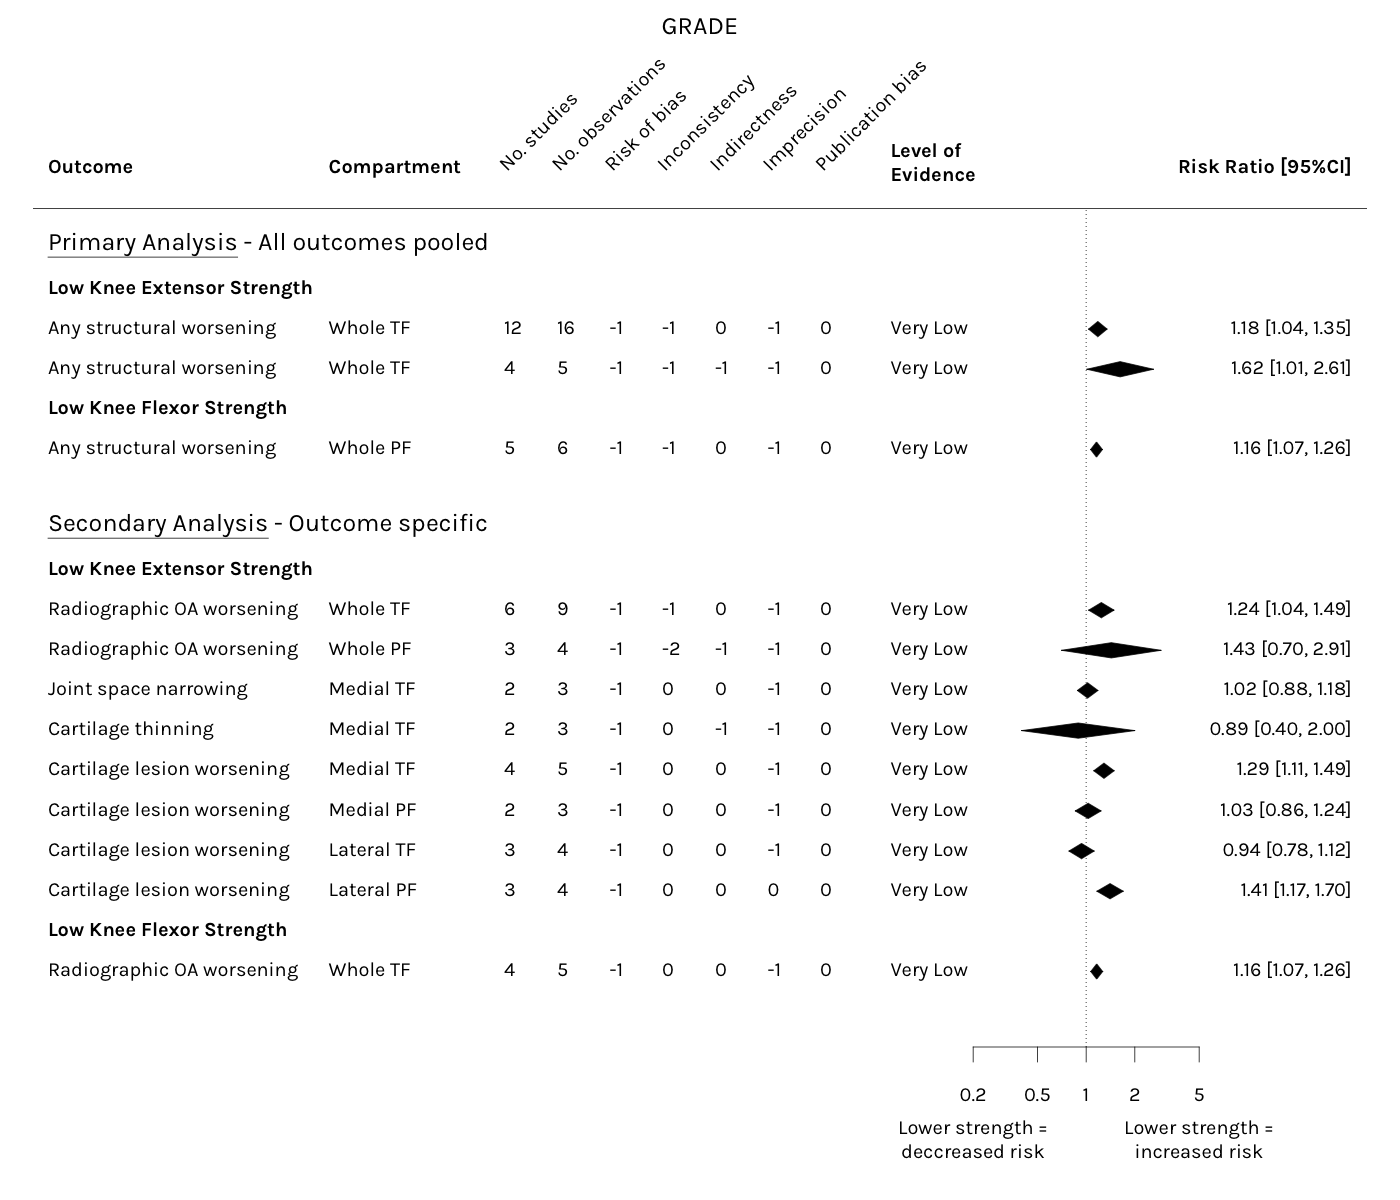 GRADE
No. studies
No. observations
Risk of bias
Inconsistency
Indirectness
Imprecision
Publication bias
Outcome Compartment Level of Evidence Risk Ratio [95%CI]
Primary Analysis - All outcomes pooled
Low Knee Extensor Strength
Any structural worsening Whole TF 12 16 -1 -1 0 -1 0 Very Low 1.18 [1.04, 1.35]
Any structural worsening Whole TF 4 5 -1 -1 -1 -1 0 Very Low 1.62 [1.01, 2.61]
Low Knee Flexor Strength
Any structural worsening Whole PF 5 6 -1 -1 0 -1 0 Very Low 1.16 [1.07, 1.26]
Secondary Analysis - Outcome specific
Low Knee Extensor Strength
Radiographic OA worsening Whole TF 6 9 -1 -1 0 -1 0 Very Low 1.24 [1.04, 1.49]
Radiographic OA worsening Whole PF 3 4 -1 -2 -1 -1 0 Very Low 1.43 [0.70, 2.91]
Joint space narrowing Medial TF 2 3 -1 0 0 -1 0 Very Low 1.02 [0.88, 1.18]
Cartilage thinning Medial TF 2 3 -1 0 -1 -1 0 Very Low 0.89 [0.40, 2.00]
Cartilage lesion worsening Medial TF 4 5 -1 0 0 -1 0 Very Low 1.29 [1.11, 1.49]
Cartilage lesion worsening Medial PF 2 3 -1 0 0 -1 0 Very Low 1.03 [0.86, 1.24]
Cartilage lesion worsening Lateral TF 3 4 -1 0 0 -1 0 Very Low 0.94 [0.78, 1.12]
Cartilage lesion worsening Lateral PF 3 4 -1 0 0 0 0 Very Low 1.41 [1.17, 1.70]
Low Knee Flexor Strength
Radiographic OA worsening Whole TF 4 5 -1 0 0 -1 0 Very Low 1.16 [1.07, 1.26]
0.2 0.5 1 2 5
Lower strength = deccreased risk
Lower strength = increased risk